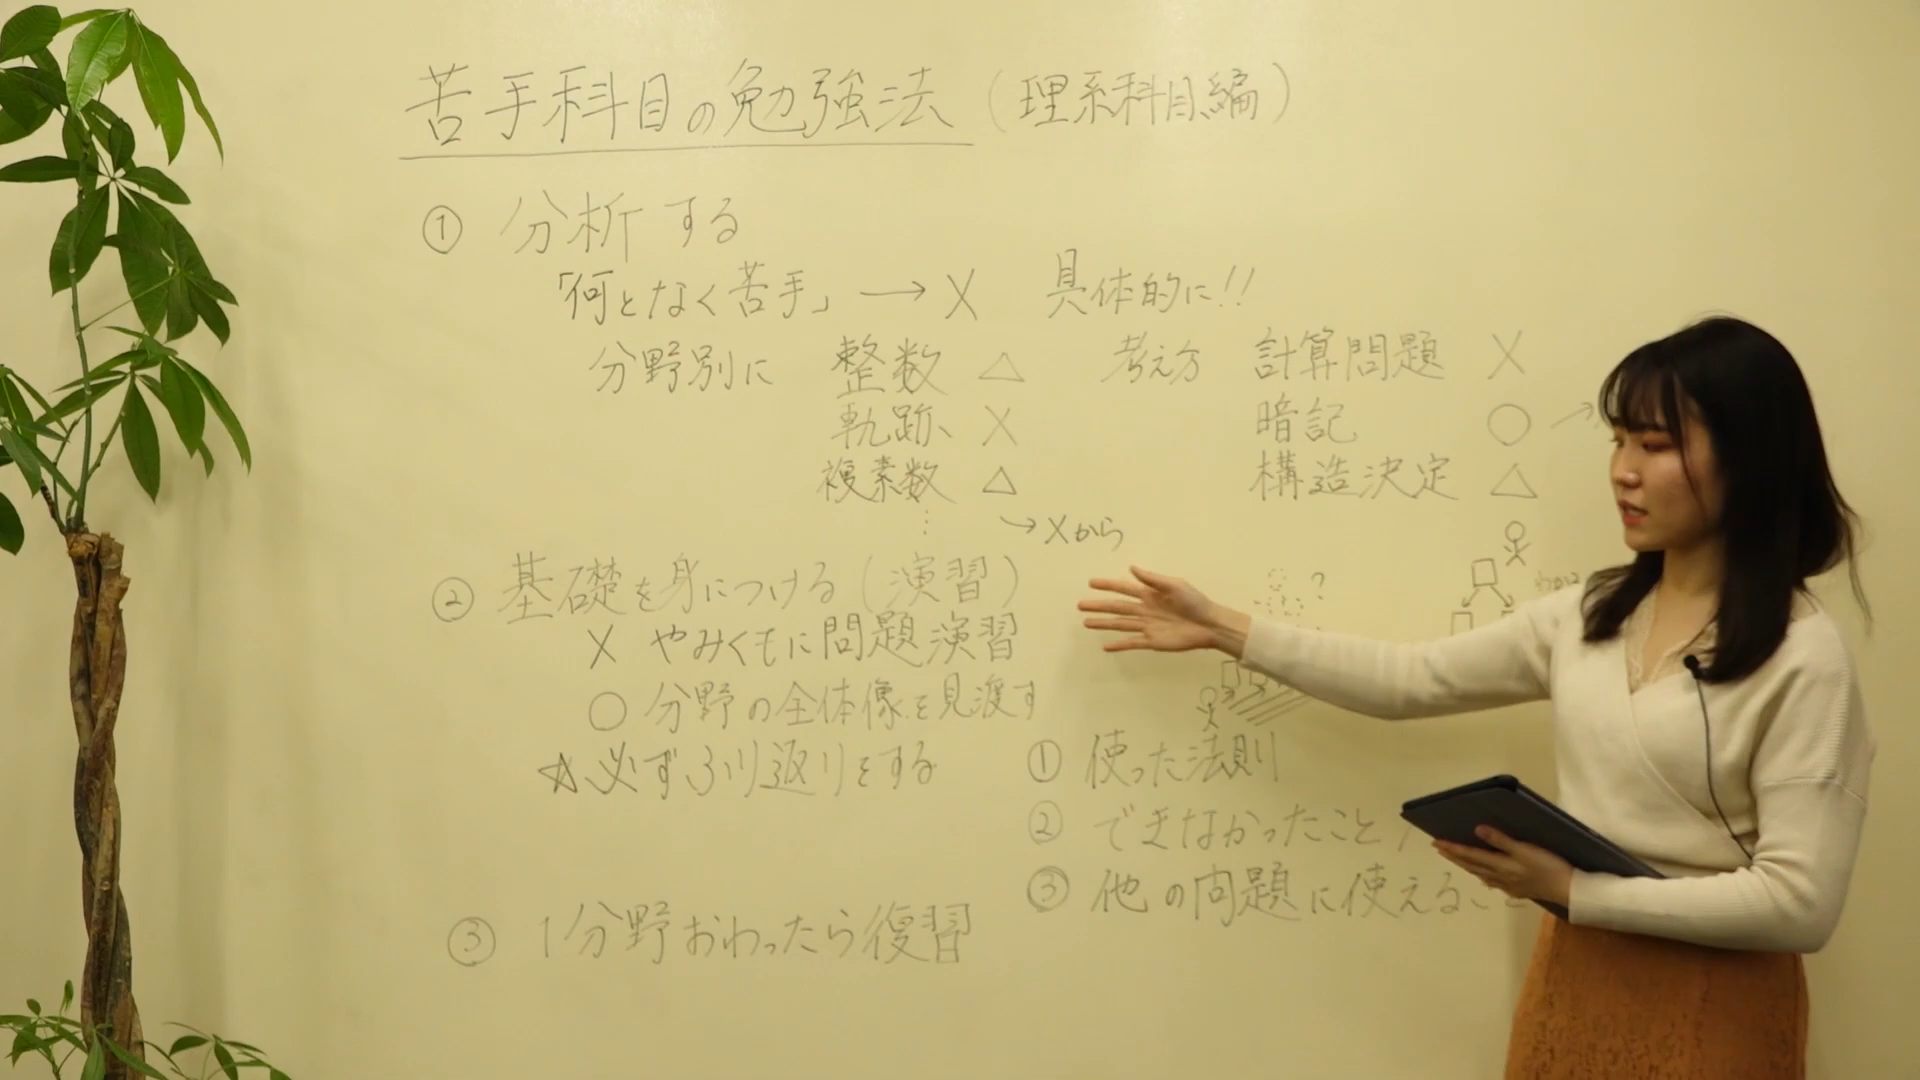 苦手科目の勉強法（理系科目編）
① 分析する
「何となく苦手」→ X 具体的に!!
分野別に 整数 △ 考え方 計算問題 X
軌跡 X 暗記 ○ →
複素数 △ 構造決定 △
⋮ → Xから
② 基礎を身につける（演習）
X やみくもに問題演習
?
○ 分野の全体像を見渡す
☆必ずふり返りをする
① 使った法則
② できなかったこと
③ 他の問題に使えること
③ 1分野おわったら復習